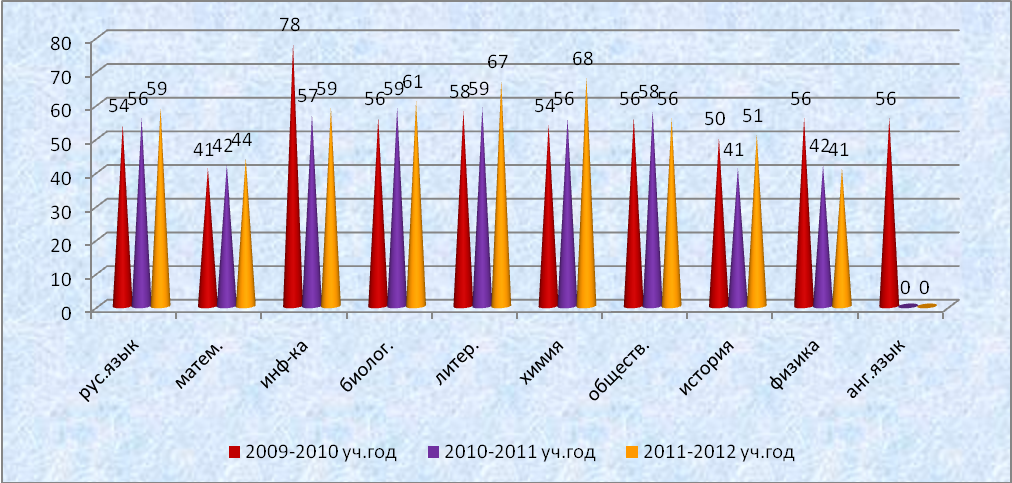 78
80
70
60
50
40
30
20
10
0
54 56 59
41 42 44
57 59
56 59 61
58 59 67
54 56 68
56 58 56
50 41 51
56 42 41
56 0 0
рус.язык
матем.
инф-ка
биолог.
литер.
химия
обществ.
история
физика
анг.язык
2009-2010 уч.год 2010-2011 уч.год 2011-2012 уч.год